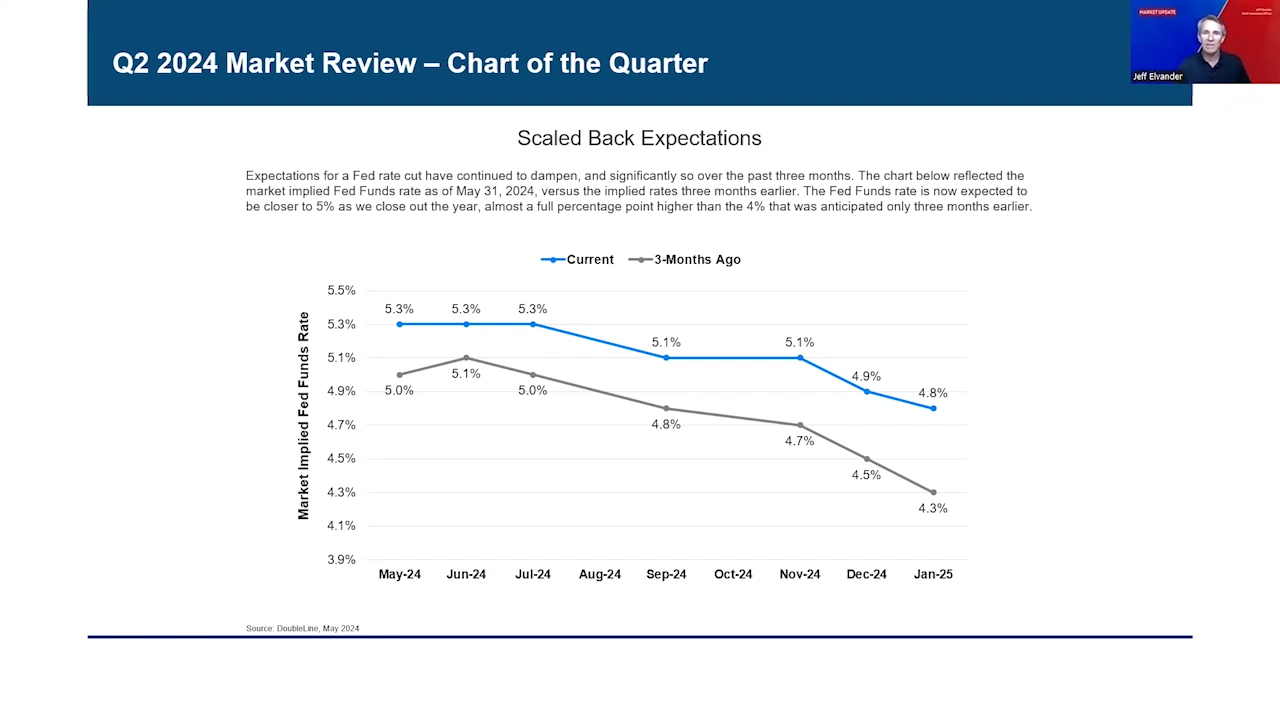 Q2 2024 Market Review – Chart of the Quarter
MARKET UPDATE
Jeff Elvander
Chief Investment Officer
Jeff Elvander
Scaled Back Expectations
Expectations for a Fed rate cut have continued to dampen, and significantly so over the past three months. The chart below reflected the
market implied Fed Funds rate as of May 31, 2024, versus the implied rates three months earlier. The Fed Funds rate is now expected to
be closer to 5% as we close out the year, almost a full percentage point higher than the 4% that was anticipated only three months earlier.
Current 3-Months Ago
Market Implied Fed Funds Rate
5.5%
5.3%
5.1%
4.9%
4.7%
4.5%
4.3%
4.1%
3.9%
5.3% 5.3% 5.3% 5.1% 5.1% 4.9% 4.8%
5.0% 5.1% 5.0% 4.8% 4.7% 4.5% 4.3%
May-24 Jun-24 Jul-24 Aug-24 Sep-24 Oct-24 Nov-24 Dec-24 Jan-25
Source: DoubleLine, May 2024